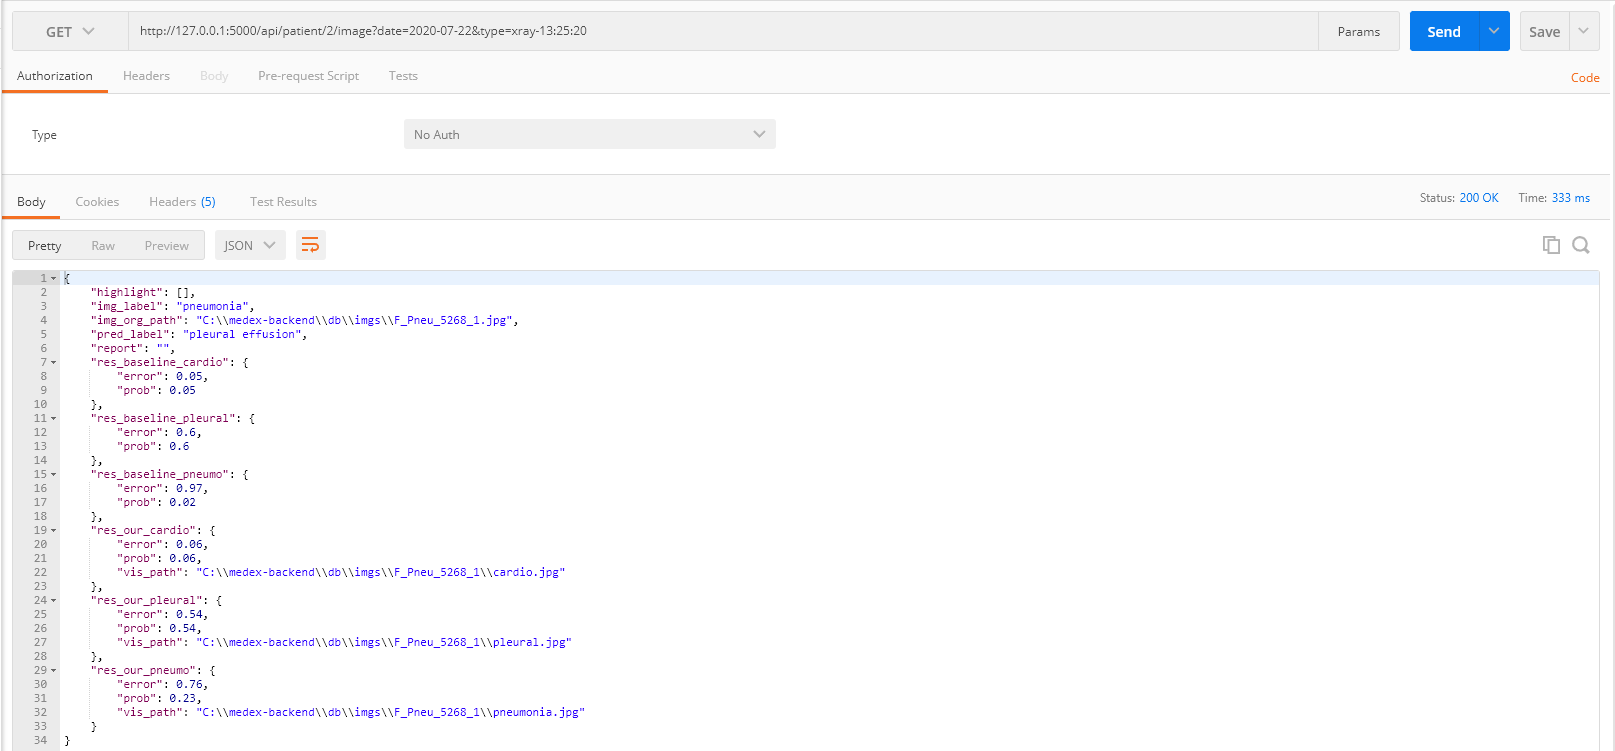 GET http://127.0.0.1:5000/api/patient/2/image?date=2020-07-22&type=xray-13:25:20 Params Send Save
Authorization Headers Body Pre-request Script Tests Code
Type No Auth
Body Cookies Headers (5) Test Results Status: 200 OK Time: 333 ms
Pretty Raw Preview JSON
1 {
2 "highlight": [],
3 "img_label": "pneumonia",
4 "img_org_path": "C:\\medex-backend\\db\\imgs\\F_Pneu_5268_1.jpg",
5 "pred_label": "pleural effusion",
6 "report": "",
7 "res_baseline_cardio": {
8 "error": 0.05,
9 "prob": 0.05
10 },
11 "res_baseline_pleural": {
12 "error": 0.6,
13 "prob": 0.6
14 },
15 "res_baseline_pneumo": {
16 "error": 0.97,
17 "prob": 0.02
18 },
19 "res_our_cardio": {
20 "error": 0.06,
21 "prob": 0.06,
22 "vis_path": "C:\\medex-backend\\db\\imgs\\F_Pneu_5268_1\\cardio.jpg"
23 },
24 "res_our_pleural": {
25 "error": 0.54,
26 "prob": 0.54,
27 "vis_path": "C:\\medex-backend\\db\\imgs\\F_Pneu_5268_1\\pleural.jpg"
28 },
29 "res_our_pneumo": {
30 "error": 0.76,
31 "prob": 0.23,
32 "vis_path": "C:\\medex-backend\\db\\imgs\\F_Pneu_5268_1\\pneumonia.jpg"
33 }
34 }